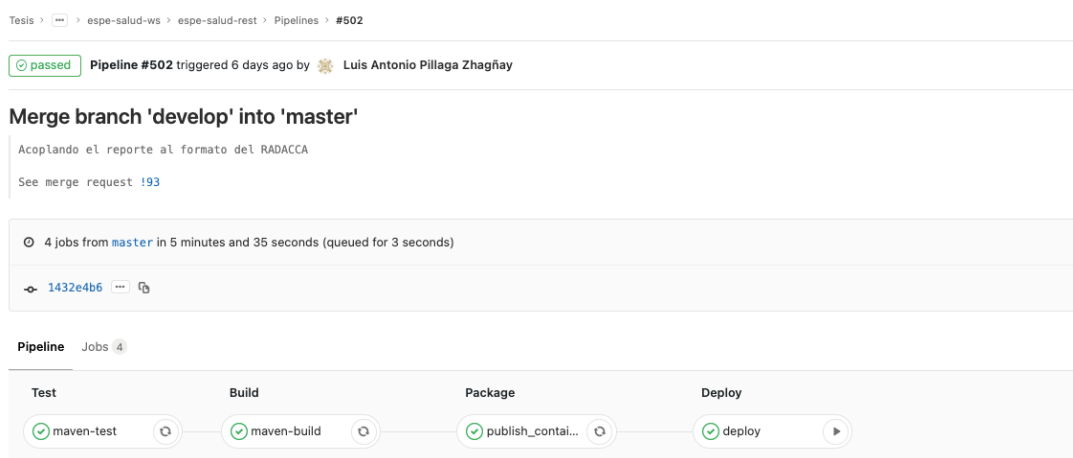 Tesis > ... > espe-salud-ws > espe-salud-rest > Pipelines > #502
passed Pipeline #502 triggered 6 days ago by Luis Antonio Pillaga Zhagñay
Merge branch 'develop' into 'master'
Acoplando el reporte al formato del RADACCA
See merge request !93
4 jobs from master in 5 minutes and 35 seconds (queued for 3 seconds)
1432e4b6 ...
Pipeline Jobs 4
Test Build Package Deploy
maven-test maven-build publish_contai... deploy